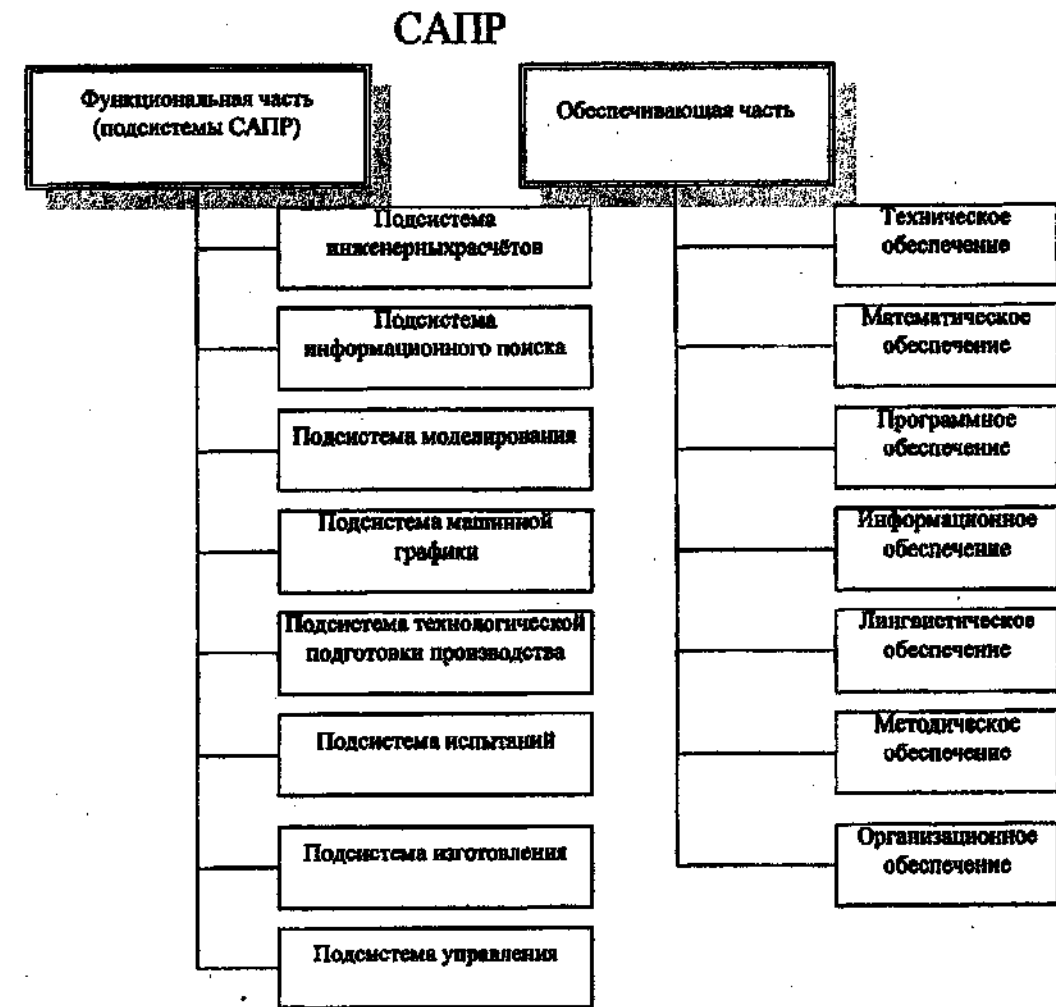 САПР
Функциональная часть
(подсистемы САПР)
Подсистема
инженерныхрасчётов
Подсистема
информационного поиска
Подсистема моделирования
Подсистема машинной
графики
Подсистема технологической
подготовки производства
Подсистема испытаний
Подсистема изготовления
Подсистема управления
Обеспечивающая часть
Техническое
обеспечение
Математическое
обеспечение
Программное
обеспечение
Информационное
обеспечение
Лингвистическое
обеспечение
Методическое
обеспечение
Организационное
обеспечение